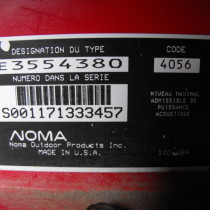 DESIGNATION DU TYPE
CODE
E3554380
4056
NUMERO DANS LA SERIE
NIVEAU MAXIMAL
ADMISSIBLE DE
PUISSANCE
ACOUSTIQUE
S001171333457
NOMA
Noma Outdoor Products Inc.
MADE IN U.S.A.